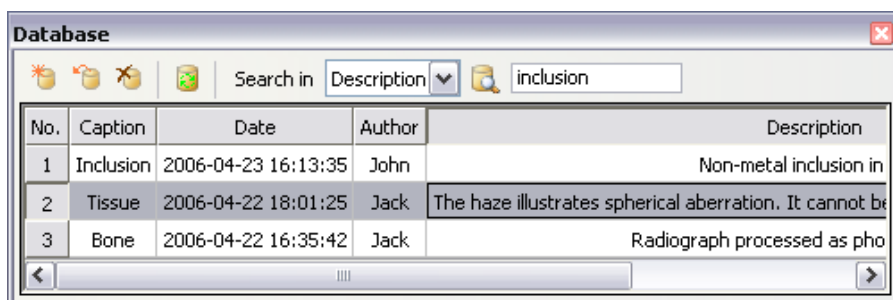 Database
Search in Description inclusion
No. Caption Date Author Description
1 Inclusion 2006-04-23 16:13:35 John Non-metal inclusion in
2 Tissue 2006-04-22 18:01:25 Jack The haze illustrates spherical aberration. It cannot be
3 Bone 2006-04-22 16:35:42 Jack Radiograph processed as pho